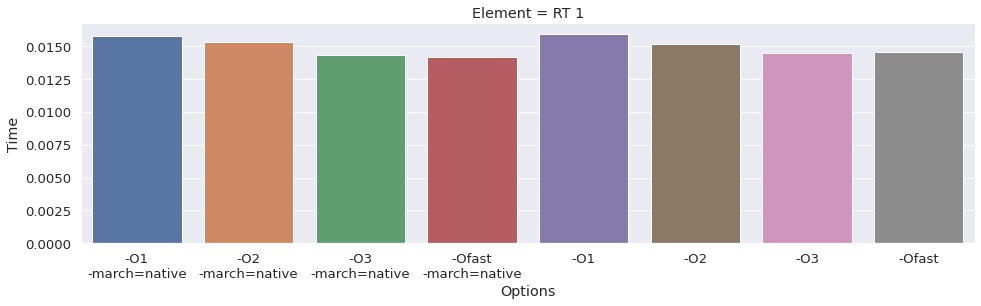 Element = RT 1
Time
0.0150
0.0125
0.0100
0.0075
0.0050
0.0025
0.0000
-O1
-march=native
-O2
-march=native
-O3
-march=native
-Ofast
-march=native
-O1
-O2
-O3
-Ofast
Options